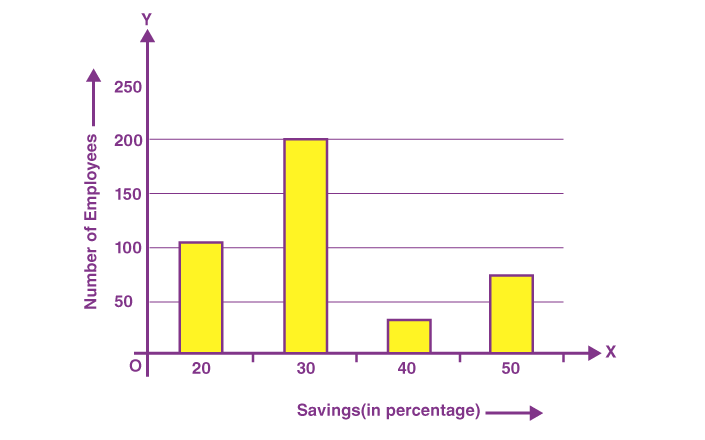 Y
250
200
150
100
50
Number of Employees
O
20 30 40 50
X
Savings(in percentage)